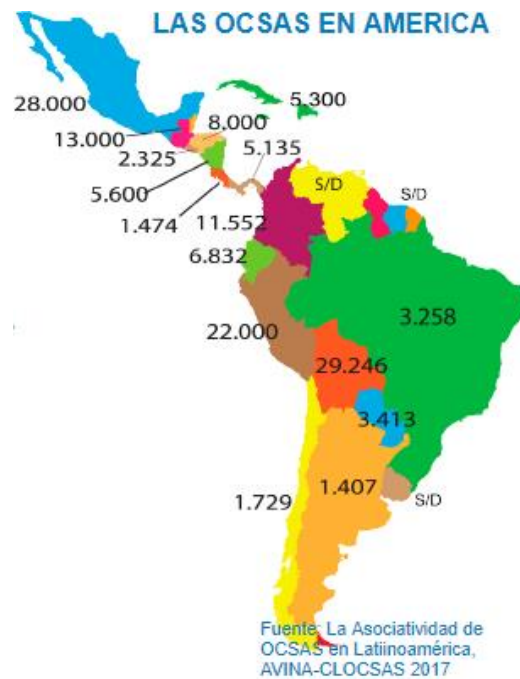 LAS OCSAS EN AMERICA
28.000
5.300
13.000
8.000
2.325
5.135
5.600
S/D
S/D
1.474
11.552
6.832
3.258
22.000
29.246
3.413
1.407
1.729
S/D
Fuente: La Asociatividad de
OCSAS en Latiinoamérica,
AVINA-CLOCSAS 2017